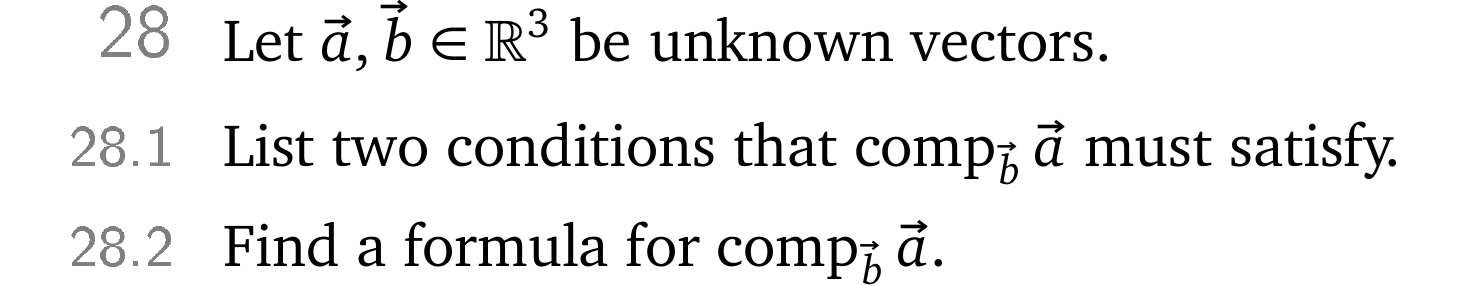 28 Let a⃗, b⃗ ∈ ℝ³ be unknown vectors.
28.1 List two conditions that comp_b⃗ a⃗ must satisfy.
28.2 Find a formula for comp_b⃗ a⃗.